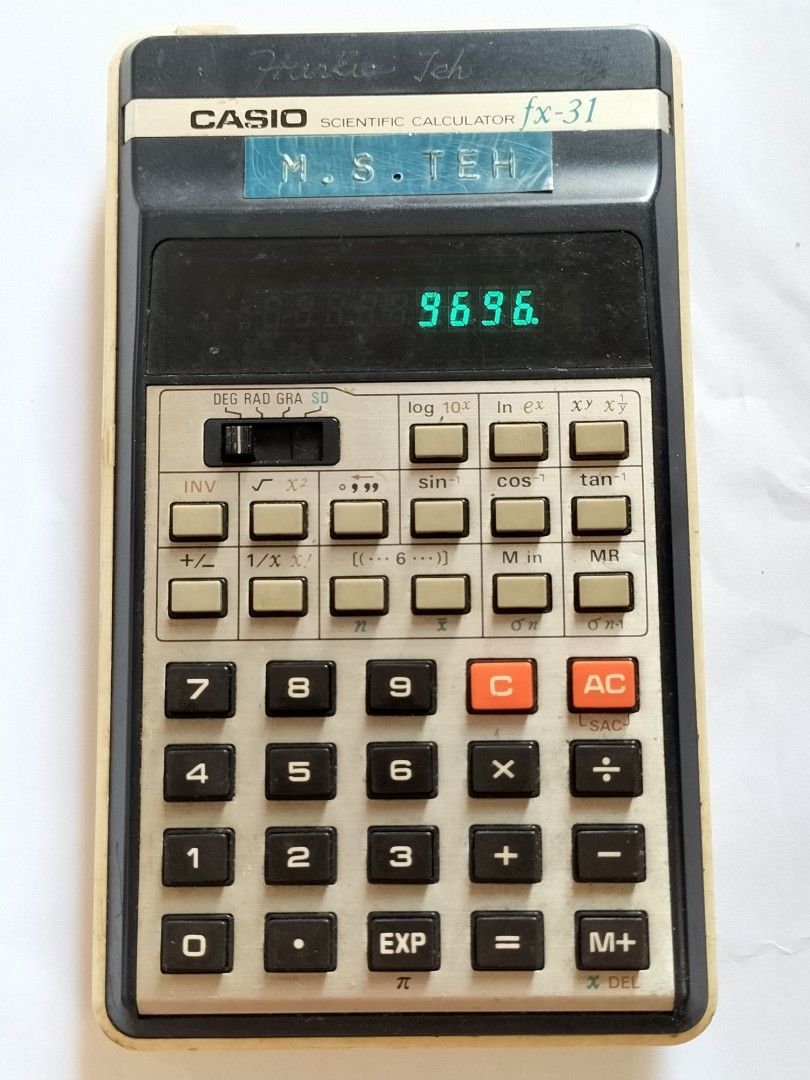 Frankie Teh
CASIO SCIENTIFIC CALCULATOR fx-31
M.S.TEH
9696.
DEG RAD GRA SD
log 10ˣ ln eˣ xʸ x^1/y
INV √ x² °,,, sin⁻¹ cos⁻¹ tan⁻¹
+/− 1/x x! [(··· 6 ···)] M in MR
n x̄ σn σn-1
7 8 9 C AC
SAC
4 5 6 × ÷
1 2 3 + −
0 • EXP = M+
π x DEL